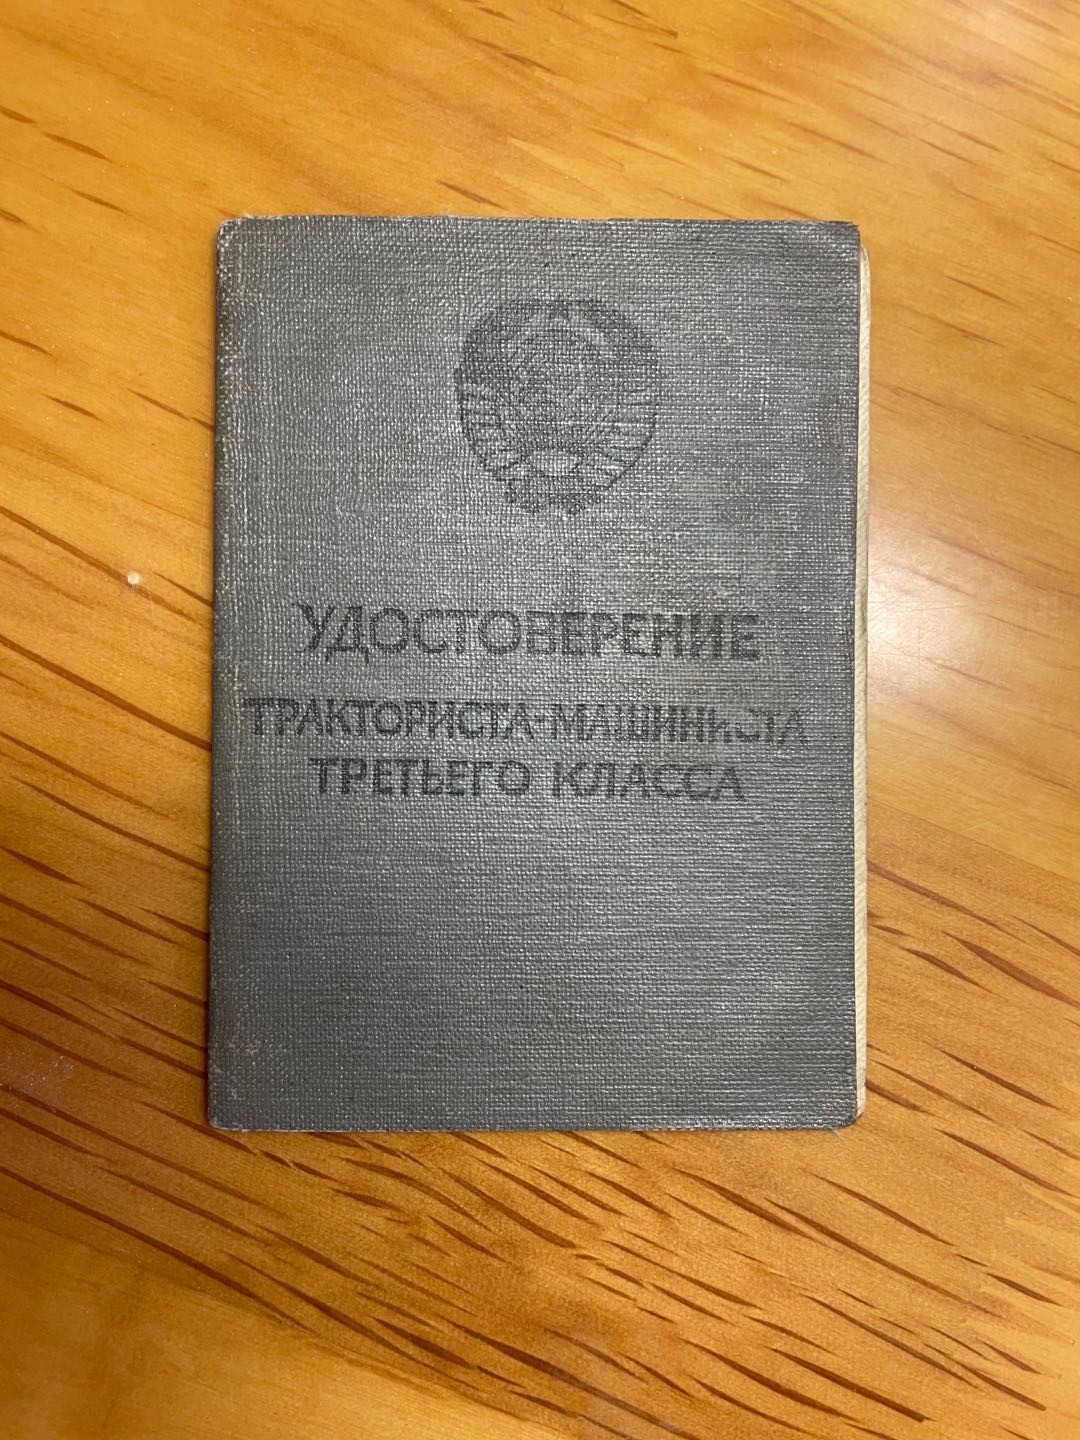 УДОСТОВЕРЕНИЕ
ТРАКТОРИСТА-МАШИНИСТА
ТРЕТЬЕГО КЛАССА